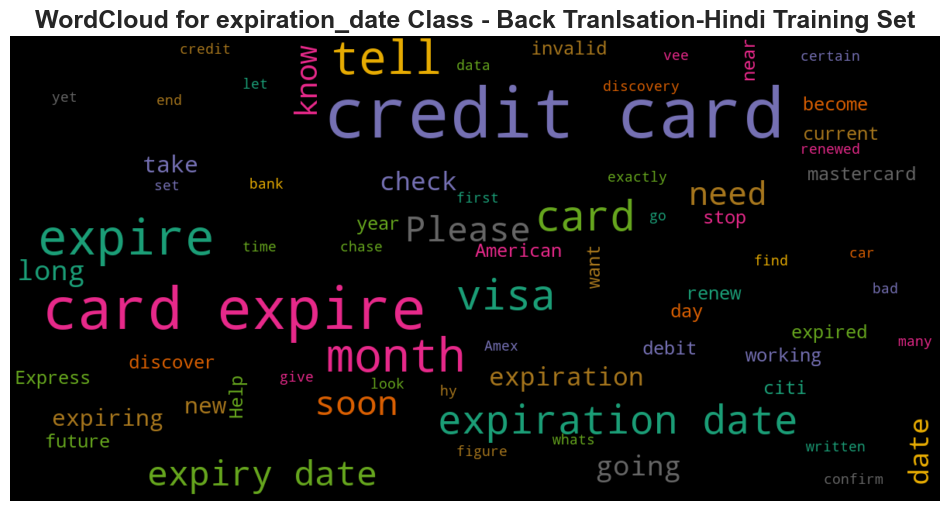 WordCloud for expiration_date Class - Back Tranlsation-Hindi Training Set
credit
tell
invalid
know
data
vee
near
certain
let
discovery
yet
end
credit card
become
current
renewed
take
check
exactly
need
mastercard
set
bank
first
year
Please
card
go
stop
expire
time
chase
American
want
find
car
long
card expire
visa
renew
day
bad
expired
many
month
Amex
debit
working
discover
Express
Help
give
look
hy
expiration
citi
expiring
new
soon
expiration date
date
future
whats
figure
written
expiry date
going
confirm